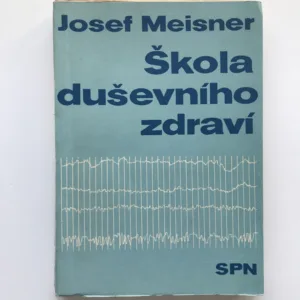 Josef Meisner
Škola
duševního
zdraví
SPN